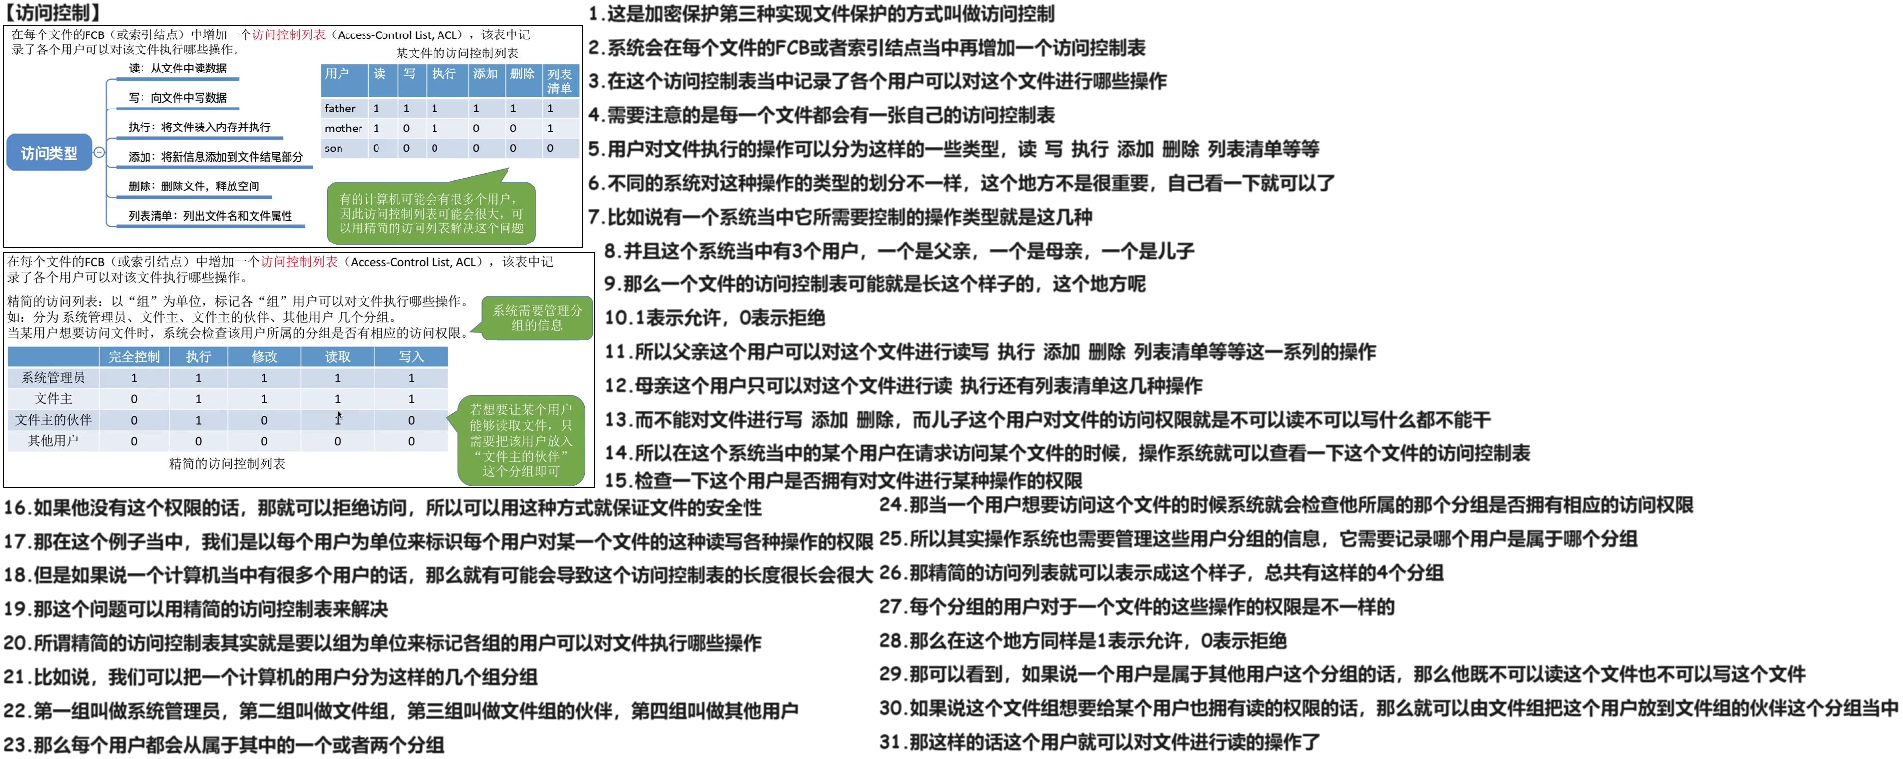 【访问控制】
在每个文件的FCB（或索引结点）中增加一个访问控制列表（Access-Control List, ACL），该表中记
录了各个用户可以对该文件执行哪些操作。
访问类型
读：从文件中读数据
写：向文件中写数据
执行：将文件装入内存并执行
添加：将新信息添加到文件结尾部分
删除：删除文件，释放空间
列表清单：列出文件名和文件属性
某文件的访问控制列表
用户 读 写 执行 添加 删除 列表清单
father 1 1 1 1 1 1
mother 1 0 1 0 0 1
son 0 0 0 0 0 0
有的计算机可能会有很多个用户，
因此访问控制列表可能会很大，可
以用精简的访问列表解决这个问题
在每个文件的FCB（或索引结点）中增加一个访问控制列表（Access-Control List, ACL），该表中记
录了各个用户可以对该文件执行哪些操作。
精简的访问列表：以“组”为单位，标记各“组”用户可以对文件执行哪些操作。
如：分为 系统管理员、文件主、文件主的伙伴、其他用户 几个分组。
当某用户想要访问文件时，系统会检查该用户所属的分组是否有相应的访问权限。
系统需要管理分
组的信息
完全控制 执行 修改 读取 写入
系统管理员 1 1 1 1 1
文件主 0 1 1 1 1
文件主的伙伴 0 1 0 1 0
其他用户 0 0 0 0 0
精简的访问控制列表
若想要让某个用户
能够读取文件，只
需要把该用户放入
“文件主的伙伴”
这个分组即可
1.这是加密保护第三种实现文件保护的方式叫做访问控制
2.系统会在每个文件的FCB或者索引结点当中再增加一个访问控制表
3.在这个访问控制表当中记录了各个用户可以对这个文件进行哪些操作
4.需要注意的是每一个文件都会有一张自己的访问控制表
5.用户对文件执行的操作可以分为这样的一些类型，读 写 执行 添加 删除 列表清单等等
6.不同的系统对这种操作的类型的划分不一样，这个地方不是很重要，自己看一下就可以了
7.比如说有一个系统当中它所需要控制的操作类型就是这几种
8.并且这个系统当中有3个用户，一个是父亲，一个是母亲，一个是儿子
9.那么一个文件的访问控制表可能就是长这个样子的，这个地方呢
10.1表示允许，0表示拒绝
11.所以父亲这个用户可以对这个文件进行读写 执行 添加 删除 列表清单等等这一系列的操作
12.母亲这个用户只可以对这个文件进行读 执行还有列表清单这几种操作
13.而不能对文件进行写 添加 删除，而儿子这个用户对文件的访问权限就是不可以读不可以写什么都不能干
14.所以在这个系统当中的某个用户在请求访问某个文件的时候，操作系统就可以查看一下这个文件的访问控制表
15.检查一下这个用户是否拥有对文件进行某种操作的权限
16.如果他没有这个权限的话，那就可以拒绝访问，所以可以用这种方式就保证文件的安全性
17.那在这个例子当中，我们是以每个用户为单位来标识每个用户对某一个文件的这种读写各种操作的权限
18.但是如果说一个计算机当中有很多个用户的话，那么就有可能会导致这个访问控制表的长度很长会很大
19.那这个问题可以用精简的访问控制表来解决
20.所谓精简的访问控制表其实就是要以组为单位来标记各组的用户可以对文件执行哪些操作
21.比如说，我们可以把一个计算机的用户分为这样的几个组分组
22.第一组叫做系统管理员，第二组叫做文件组，第三组叫做文件组的伙伴，第四组叫做其他用户
23.那么每个用户都会从属于其中的一个或者两个分组
24.那当一个用户想要访问这个文件的时候系统就会检查他所属的那个分组是否拥有相应的访问权限
25.所以其实操作系统也需要管理这些用户分组的信息，它需要记录哪个用户是属于哪个分组
26.那精简的访问列表就可以表示成这个样子，总共有这样的4个分组
27.每个分组的用户对于一个文件的这些操作的权限是不一样的
28.那么在这个地方同样是1表示允许，0表示拒绝
29.那可以看到，如果说一个用户是属于其他用户这个分组的话，那么他既不可以读这个文件也不可以写这个文件
30.如果说这个文件组想要给某个用户也拥有读的权限的话，那么就可以由文件组把这个用户放到文件组的伙伴这个分组当中
31.那这样的话这个用户就可以对文件进行读的操作了